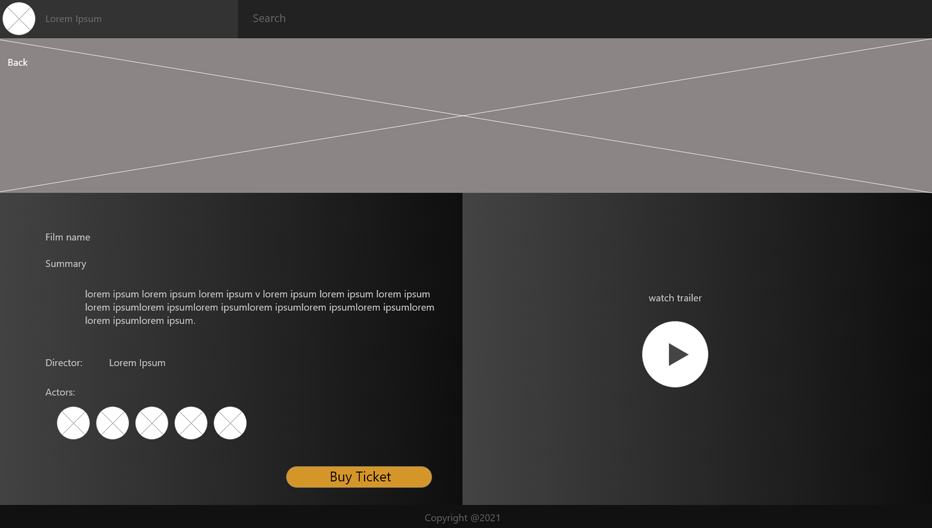 Lorem Ipsum
Search
Back
Film name
Summary
lorem ipsum lorem ipsum lorem ipsum v lorem ipsum lorem ipsum lorem ipsum
lorem ipsumlorem ipsumlorem ipsumlorem ipsumlorem ipsumlorem ipsumlorem
lorem ipsumlorem ipsum.
Director: Lorem Ipsum
Actors:
Buy Ticket
watch trailer
Copyright @2021